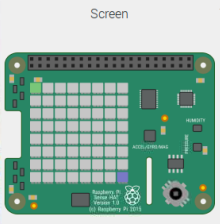 Screen
HUMIDITY
PRESSURE
ACCEL/GYRO/MAG
Raspberry Pi
Sense HAT
Version 1.0
(c) Raspberry Pi 2015